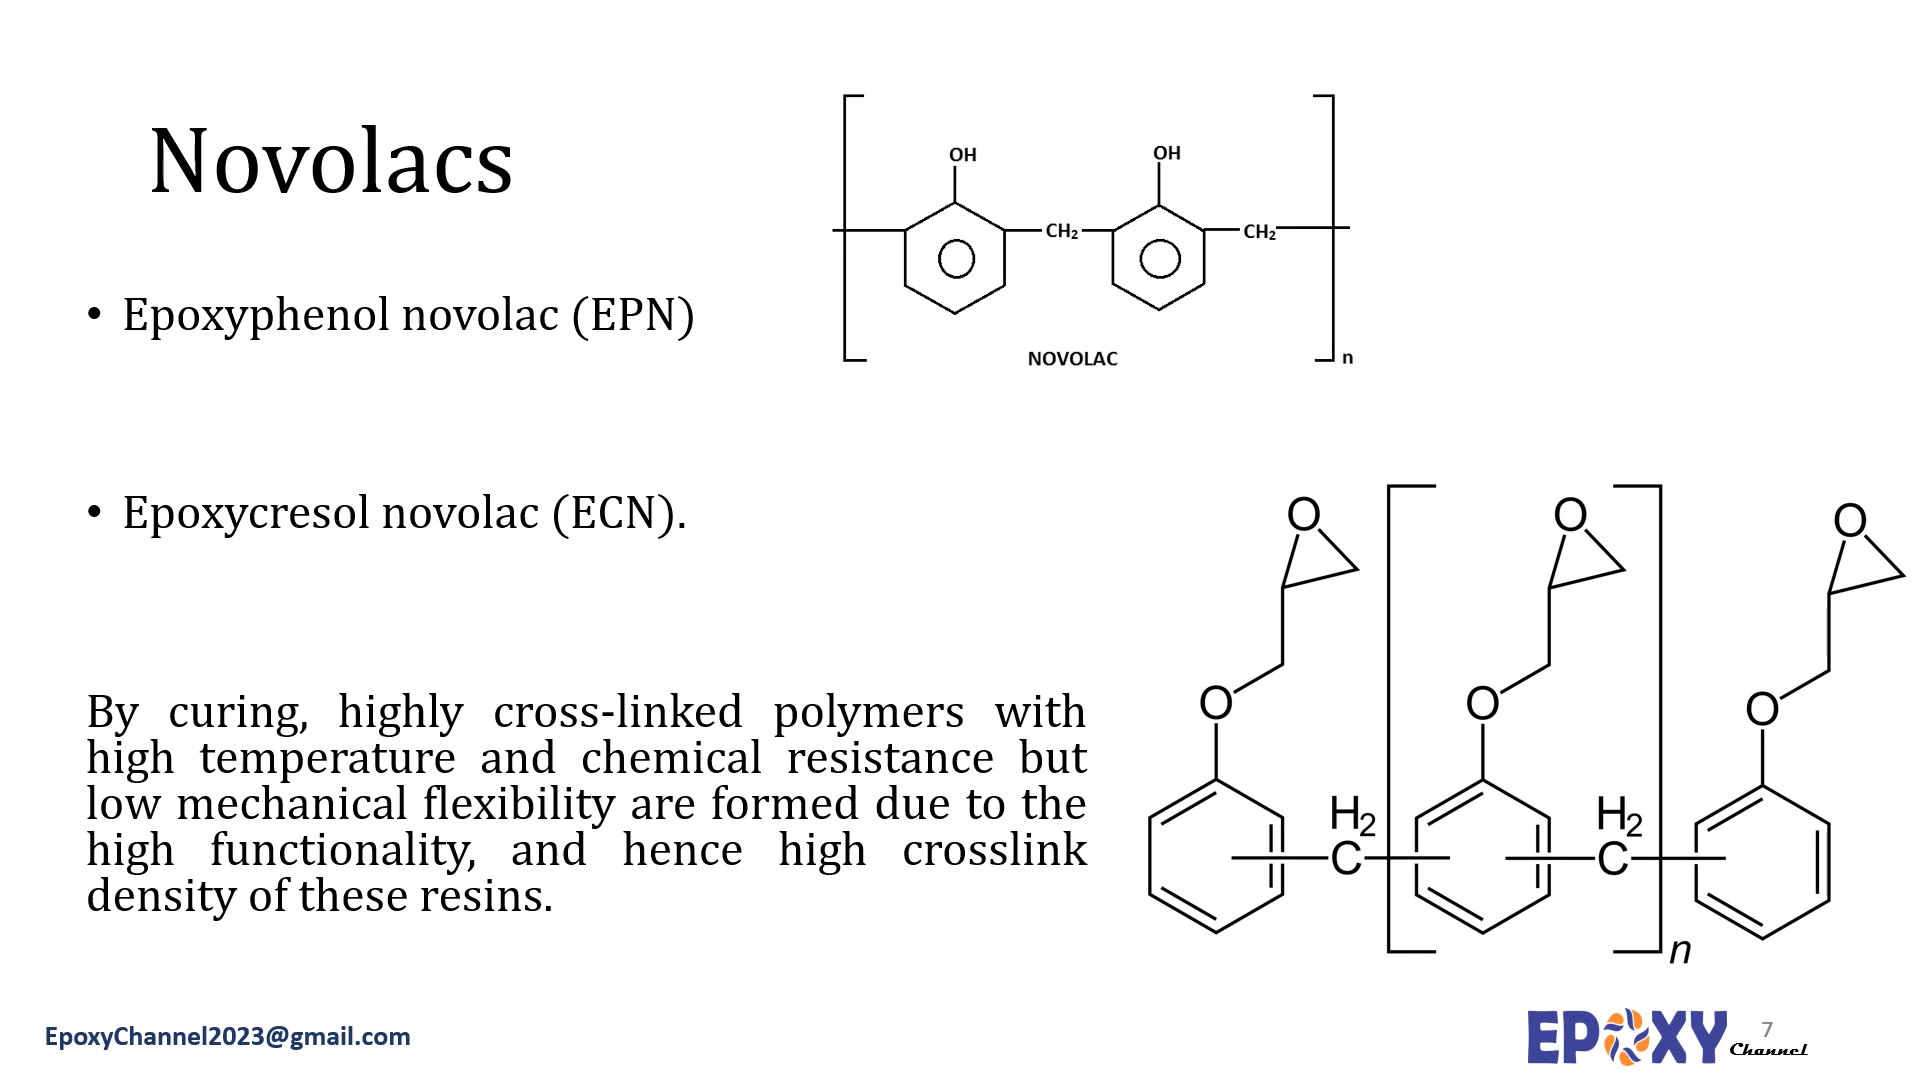 Novolacs
• Epoxyphenol novolac (EPN)
• Epoxycresol novolac (ECN).
By curing, highly cross-linked polymers with
high temperature and chemical resistance but
low mechanical flexibility are formed due to the
high functionality, and hence high crosslink
density of these resins.
OH OH
CH₂ CH₂
NOVOLAC n
O O O
O O O
H₂ H₂
C C
n
EpoxyChannel2023@gmail.com
EPOXY
Channel
7